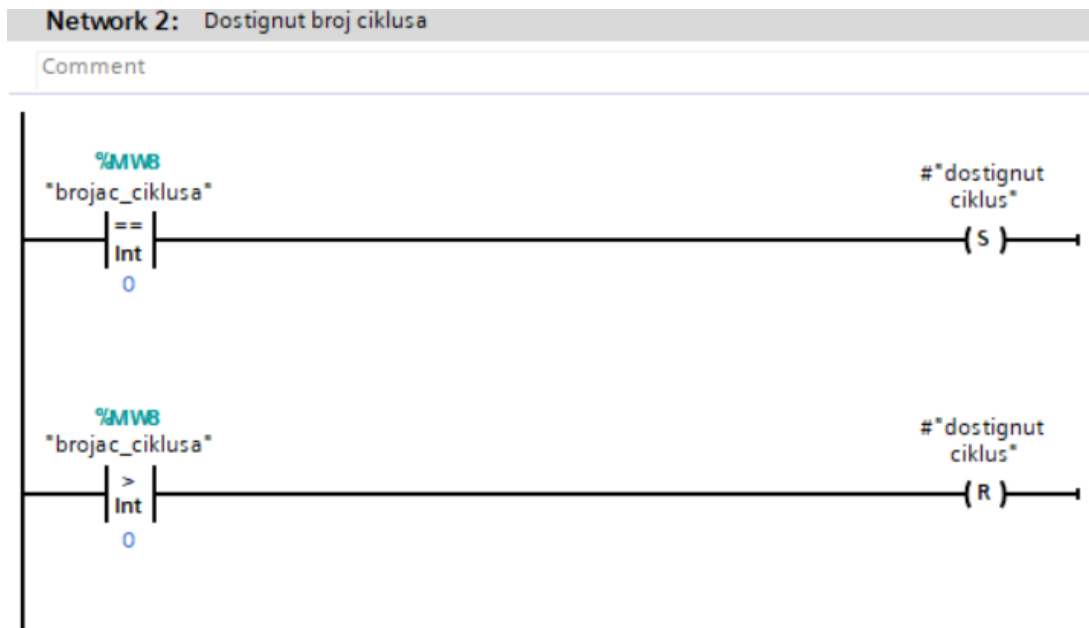 Network 2: Dostignut broj ciklusa
Comment
%MW8
"brojac_ciklusa"
==
Int
0
#"dostignut
ciklus"
( S )
%MW8
"brojac_ciklusa"
>
Int
0
#"dostignut
ciklus"
( R )